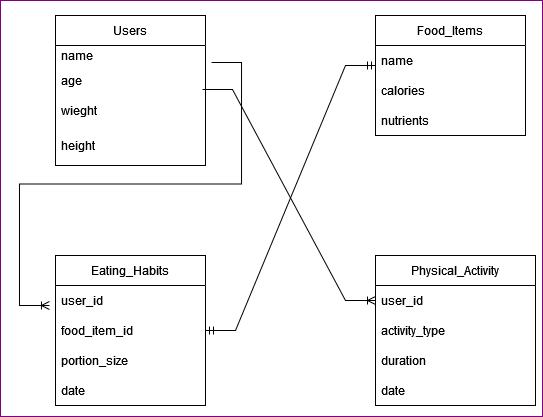 Users
name
age
wieght
height
Food_Items
name
calories
nutrients
Eating_Habits
user_id
food_item_id
portion_size
date
Physical_Activity
user_id
activity_type
duration
date